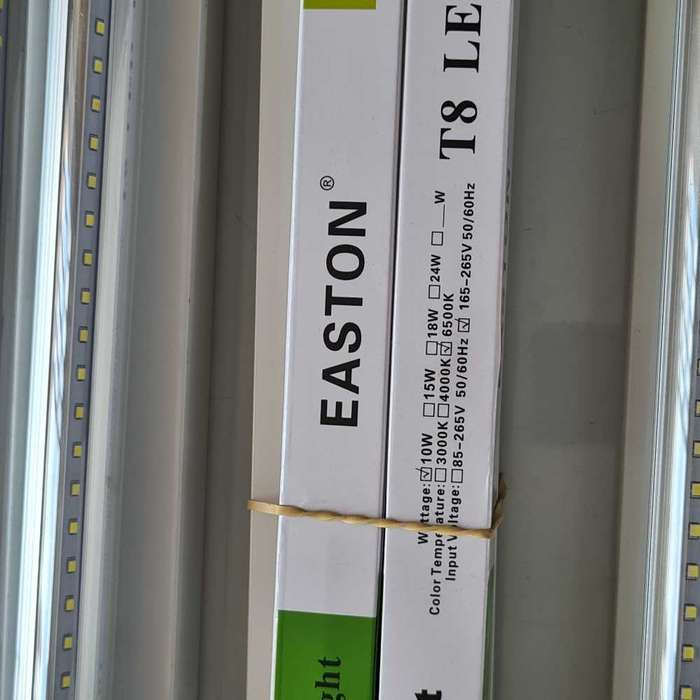 EASTON®
ght
T8 LE
Wattage: ☑10W ☐15W ☐18W ☐24W ☐__W
Color Temperature: ☐3000K ☐4000K ☑6500K
Input Voltage: ☐85-265V 50/60Hz ☑165-265V 50/60Hz
t